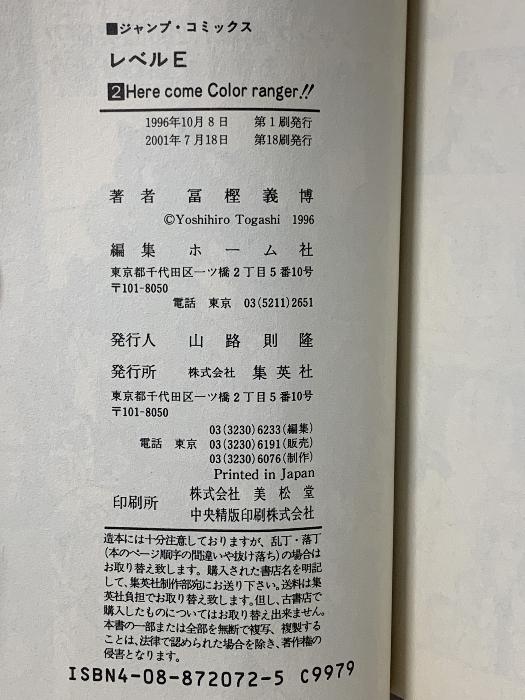 ■ジャンプ・コミックス
レベルE
2 Here come Color ranger!!
1996年10月8日 第1刷発行
2001年7月18日 第18刷発行
著者 冨樫義博
©Yoshihiro Togashi 1996
編集 ホーム社
東京都千代田区一ツ橋2丁目5番10号
〒101-8050
電話 東京 03(5211)2651
発行人 山路則隆
発行所 株式会社 集英社
東京都千代田区一ツ橋2丁目5番10号
〒101-8050
03(3230)6233(編集)
電話 東京 03(3230)6191(販売)
03(3230)6076(制作)
Printed in Japan
印刷所 株式会社 美松堂
中央精版印刷株式会社
造本には十分注意しておりますが、乱丁・落丁
(本のページ順序の間違いや抜け落ち)の場合は
お取り替え致します。購入された書店名を明記
して、集英社制作部宛にお送り下さい。送料は集
英社負担でお取り替え致します。但し、古書店で
購入したものについてはお取り替え出来ません。
本書の一部または全部を無断で複写、複製する
ことは、法律で認められた場合を除き、著作権の
侵害となります。
ISBN4-08-872072-5 C9979